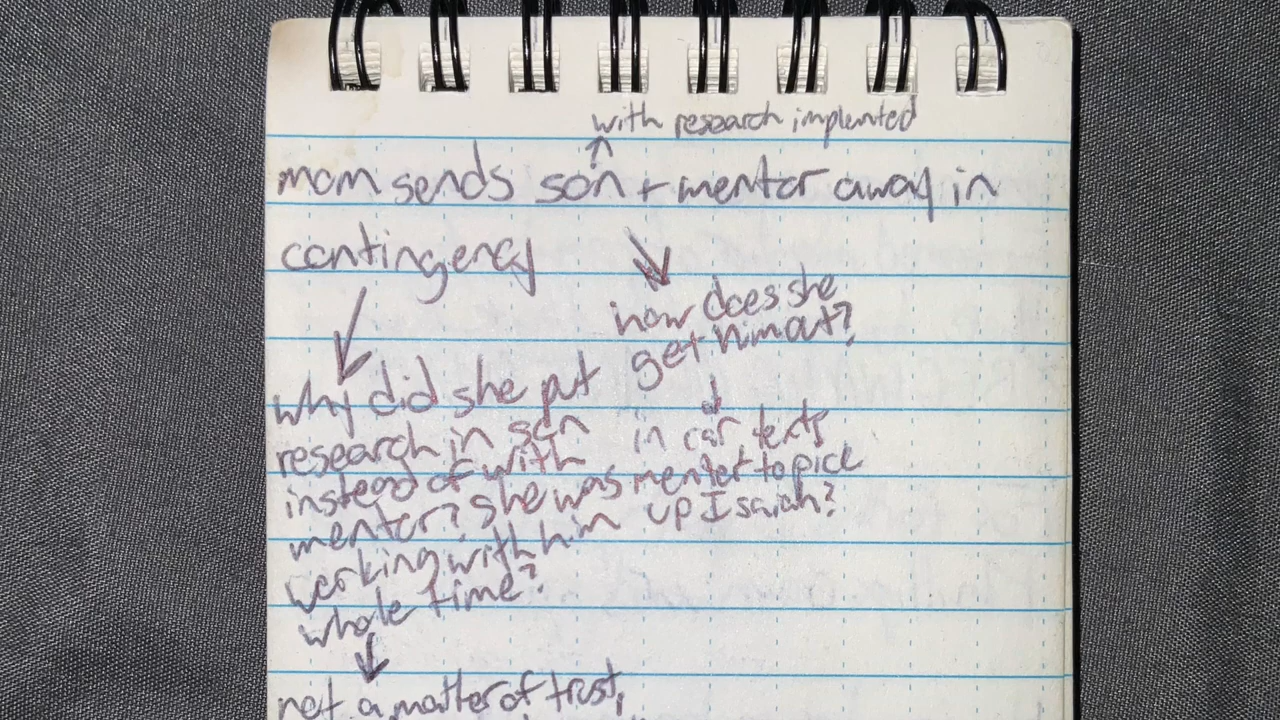 with research implented
mom sends son + mentor away in
contingency
how does she
get him out?
in car texts
mentor to pick
up Isaiah?
why did she put
research in son
instead of with
mentor? she was
working with him
whole time?
not a matter of trust,